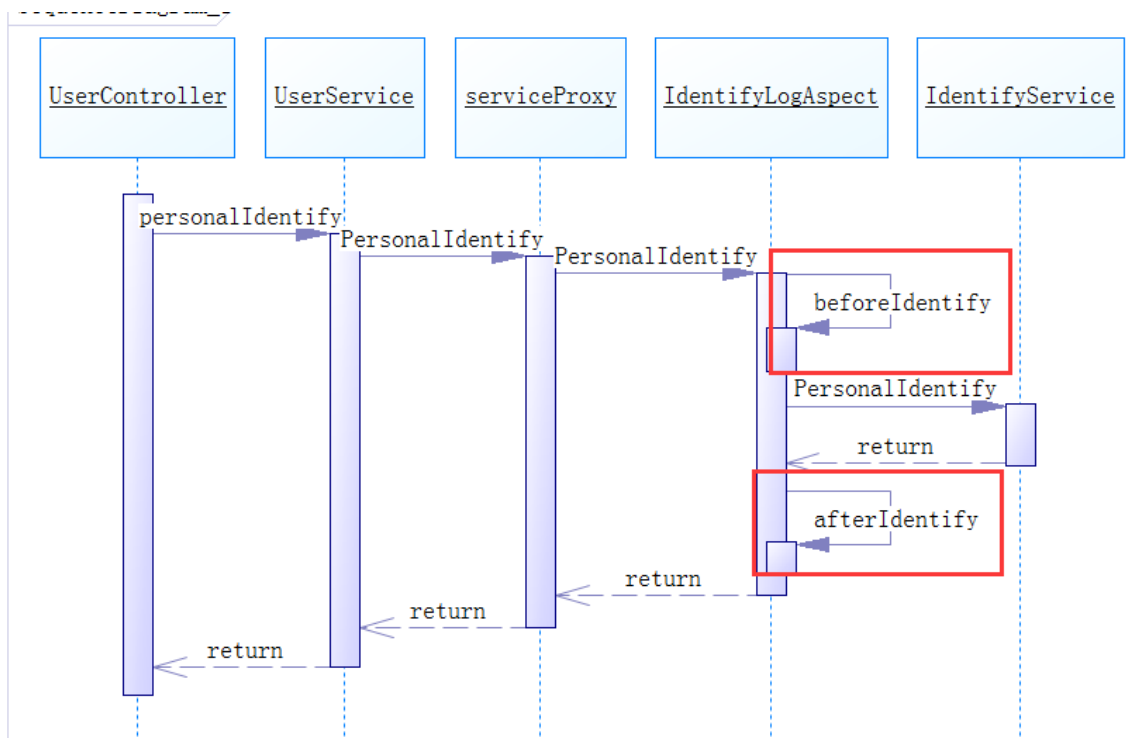 UserController
UserService
serviceProxy
IdentifyLogAspect
IdentifyService
personalIdentify
PersonalIdentify
PersonalIdentify
beforeIdentify
PersonalIdentify
return
afterIdentify
return
return
return